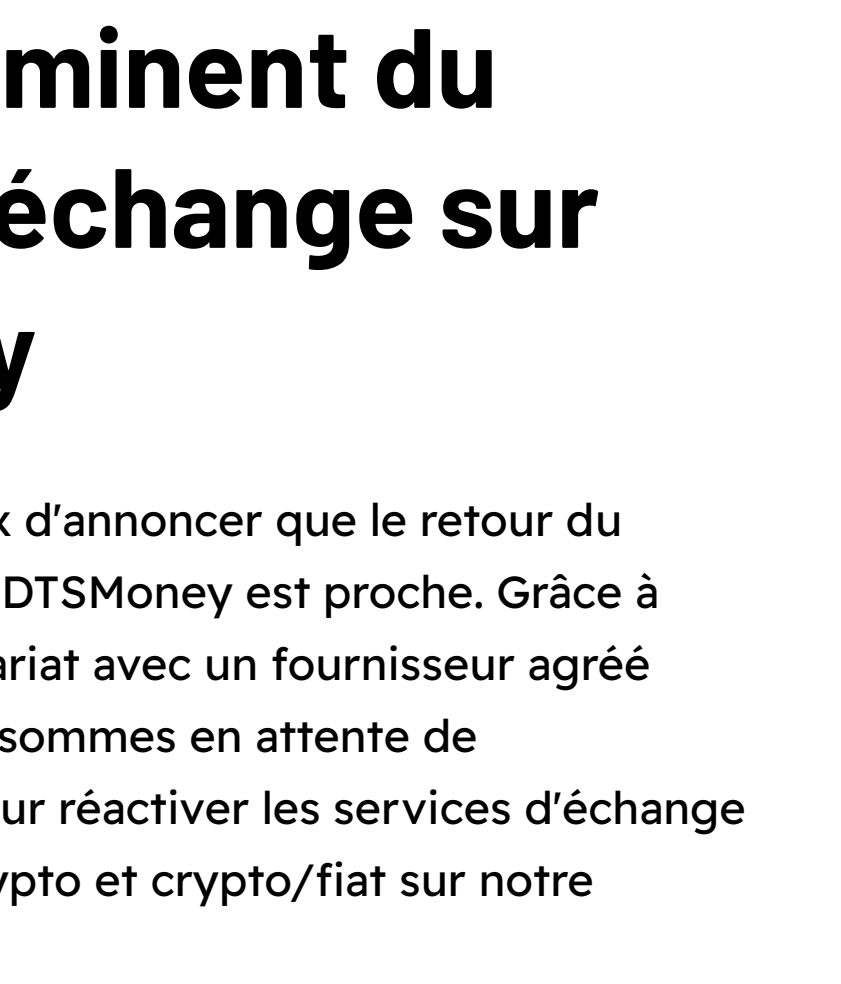 minent du
échange sur
y
x d'annoncer que le retour du
DTSMoney est proche. Grâce à
ariat avec un fournisseur agréé
sommes en attente de
ur réactiver les services d'échange
ypto et crypto/fiat sur notre